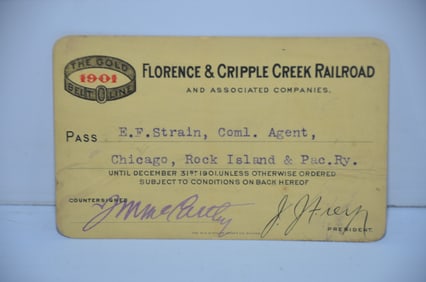 THE GOLD
1901
BELT LINE
FLORENCE & CRIPPLE CREEK RAILROAD
AND ASSOCIATED COMPANIES.
PASS E.F.Strain, Coml. Agent,
Chicago, Rock Island & Pac.Ry.
UNTIL DECEMBER 31ST 1901. UNLESS OTHERWISE ORDERED
SUBJECT TO CONDITIONS ON BACK HEREOF
COUNTERSIGNED
PRESIDENT.